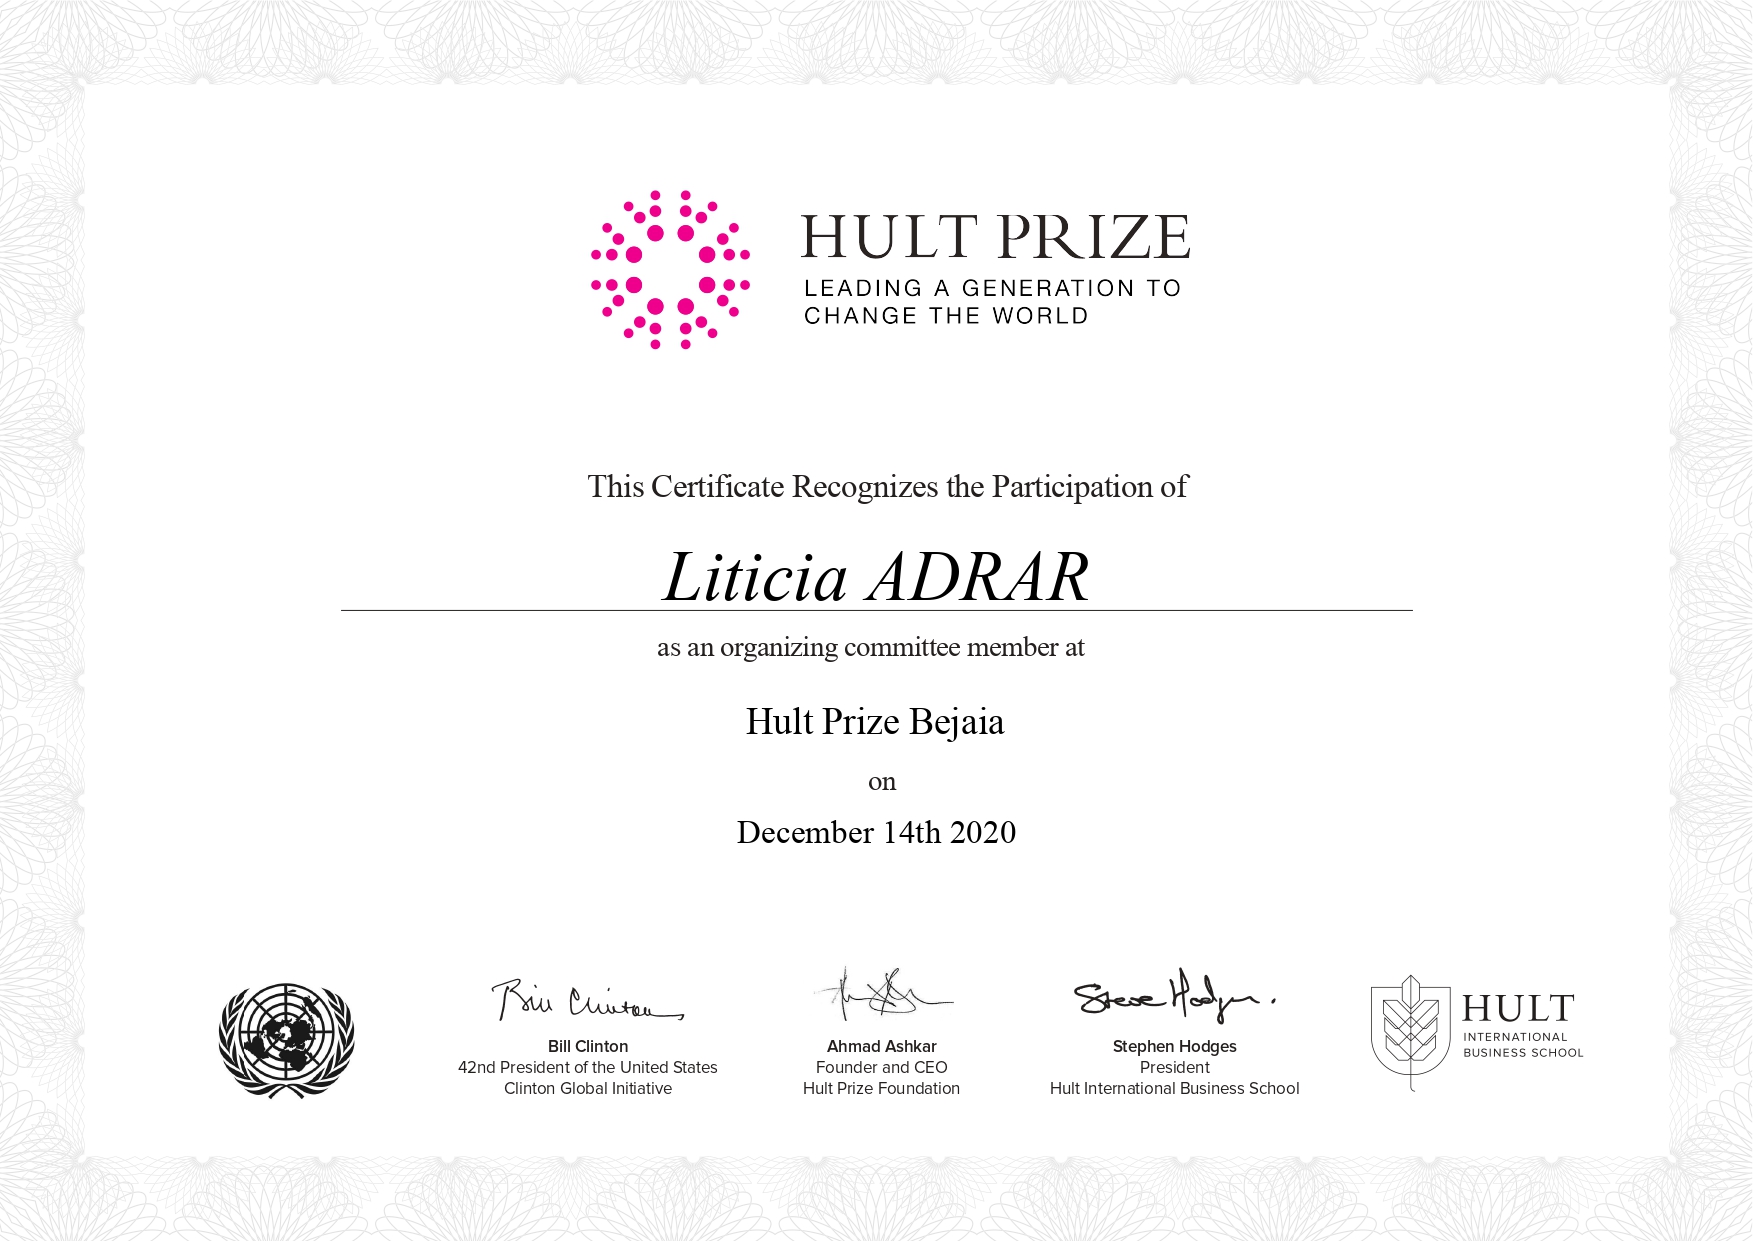 HULT PRIZE
LEADING A GENERATION TO
CHANGE THE WORLD
This Certificate Recognizes the Participation of
Liticia ADRAR
as an organizing committee member at
Hult Prize Bejaia
on
December 14th 2020
Bill Clinton
Bill Clinton
42nd President of the United States
Clinton Global Initiative
Ahmad Ashkar
Founder and CEO
Hult Prize Foundation
Steve Hodges.
Stephen Hodges
President
Hult International Business School
HULT
INTERNATIONAL
BUSINESS SCHOOL